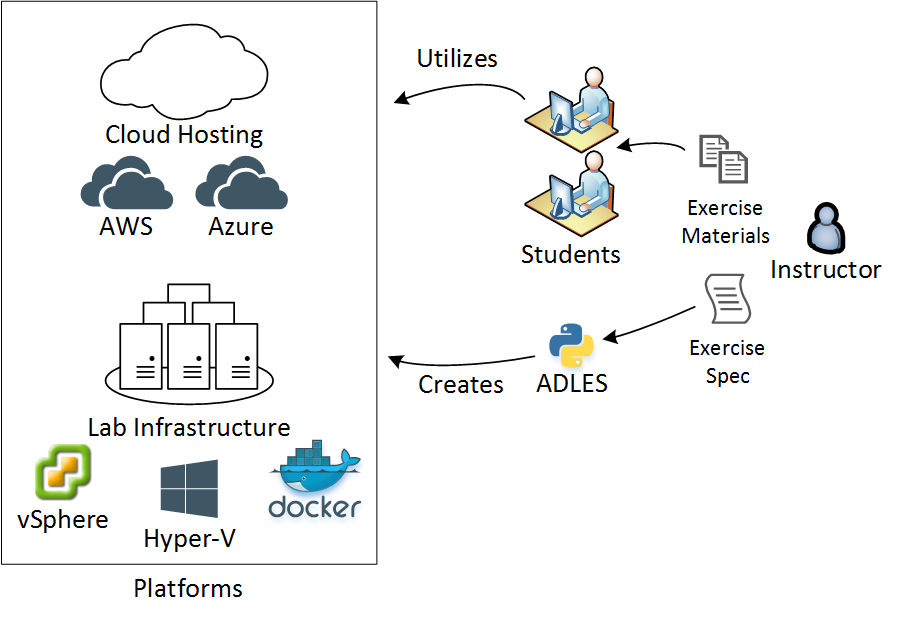 Utilizes
Cloud Hosting
AWS
Azure
Students
Exercise
Materials
Instructor
Exercise
Spec
ADLES
Creates
Lab Infrastructure
vSphere
Hyper-V
docker
Platforms